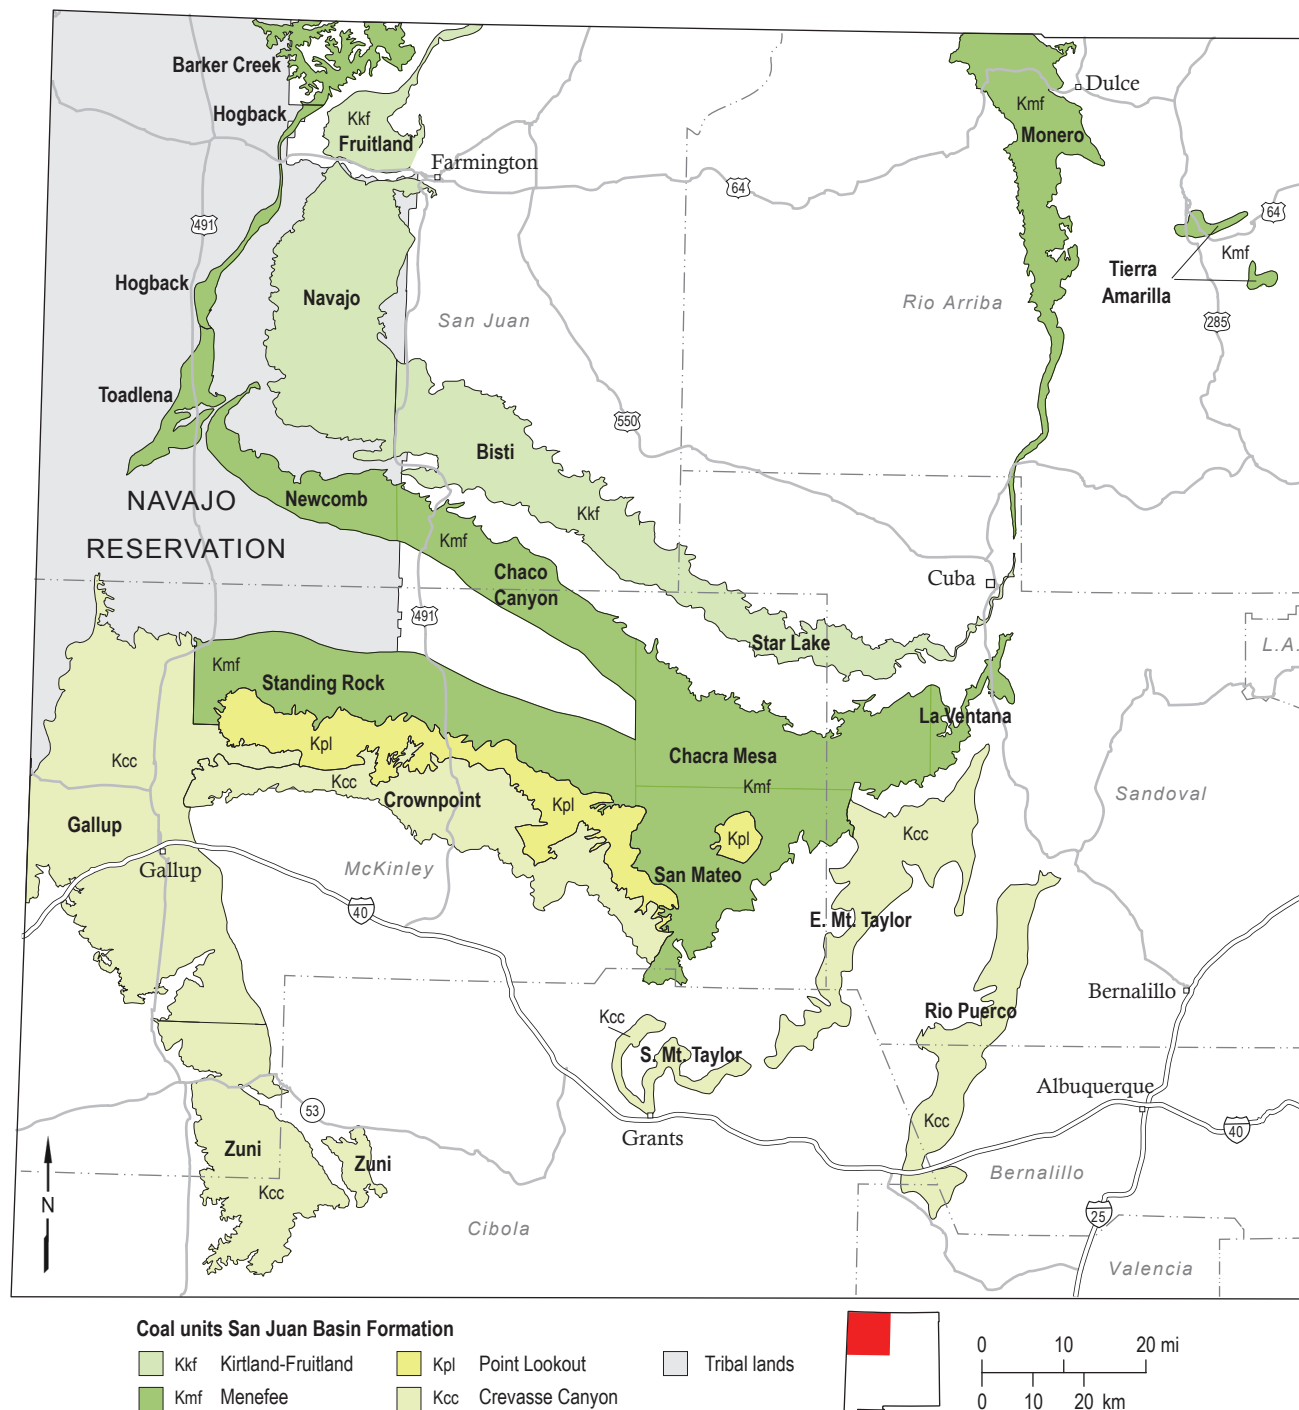 Barker Creek
Hogback
Kkf
Fruitland
Farmington
Kmf
Dulce
Monero
64
491
64
Kmf
Tierra
Amarilla
Hogback
Navajo
San Juan
Rio Arriba
285
Toadlena
550
Bisti
NAVAJO
Newcomb
Kkf
RESERVATION
Kmf
Chaco
Canyon
Cuba
491
Star Lake
L.A.
Kmf
Standing Rock
La Ventana
Kpl
Chacra Mesa
Kcc
Kcc
Kmf
Crownpoint
Kpl
Sandoval
Gallup
Kpl
Kcc
Gallup
McKinley
San Mateo
40
E. Mt. Taylor
Bernalillo
Kcc
Rio Puerco
S. Mt. Taylor
Albuquerque
53
Grants
Kcc
40
Zuni
Zuni
Kcc
Bernalillo
N
Cibola
25
Valencia
Coal units San Juan Basin Formation
Kkf Kirtland-Fruitland
Kpl Point Lookout
Tribal lands
Kmf Menefee
Kcc Crevasse Canyon
0 10 20 mi
0 10 20 km